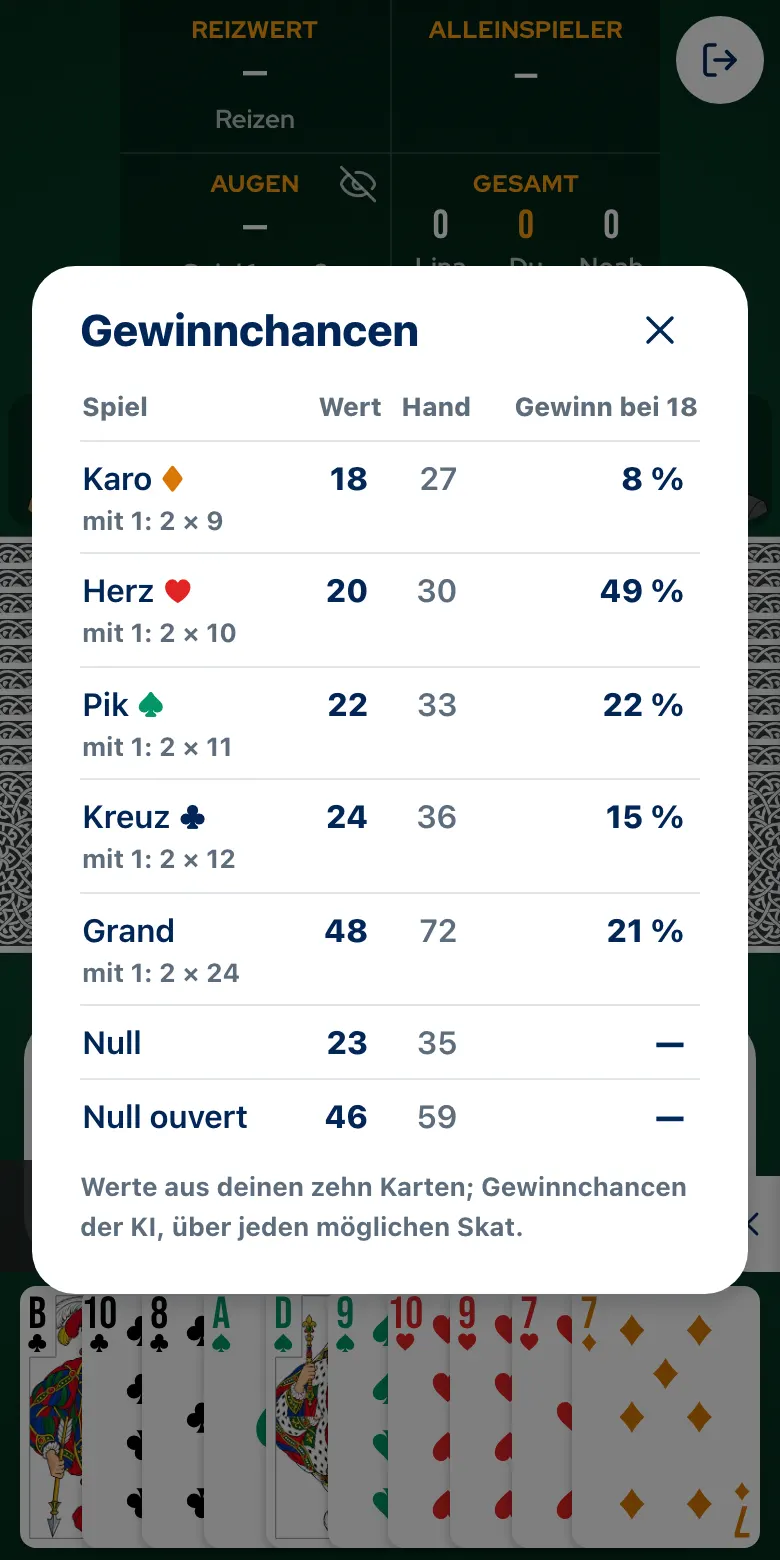 REIZWERT
ALLEINSPIELER
–
–
Reizen
AUGEN
GESAMT
–
0 0 0
Lina Du Noah
Gewinnchancen
Spiel Wert Hand Gewinn bei 18
Karo ♦ 18 27 8 %
mit 1: 2 × 9
Herz ♥ 20 30 49 %
mit 1: 2 × 10
Pik ♠ 22 33 22 %
mit 1: 2 × 11
Kreuz ♣ 24 36 15 %
mit 1: 2 × 12
Grand 48 72 21 %
mit 1: 2 × 24
Null 23 35 –
Null ouvert 46 59 –
Werte aus deinen zehn Karten; Gewinnchancen
der KI, über jeden möglichen Skat.
B 10 8 A D 9 10 9 7 7
7